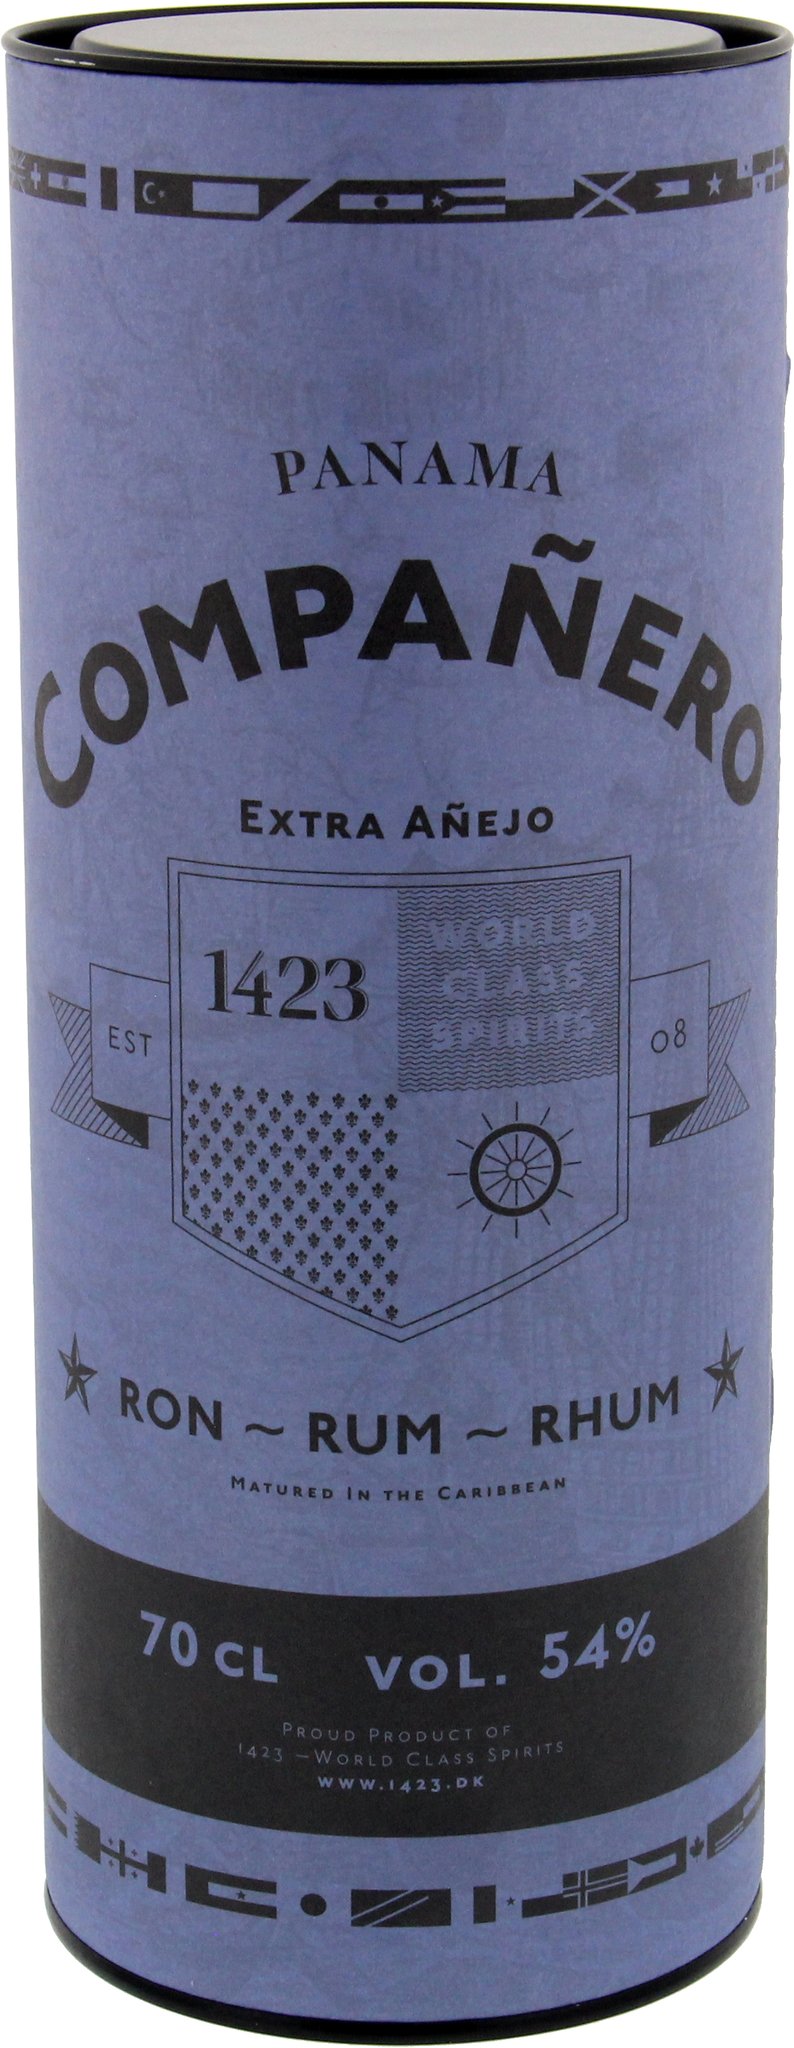 PANAMA
COMPAÑERO
EXTRA AÑEJO
1423
WORLD
CLASS
SPIRITS
EST
08
RON ~ RUM ~ RHUM
MATURED IN THE CARIBBEAN
70 CL VOL. 54%
PROUD PRODUCT OF
1423 – WORLD CLASS SPIRITS
WWW.1423.DK